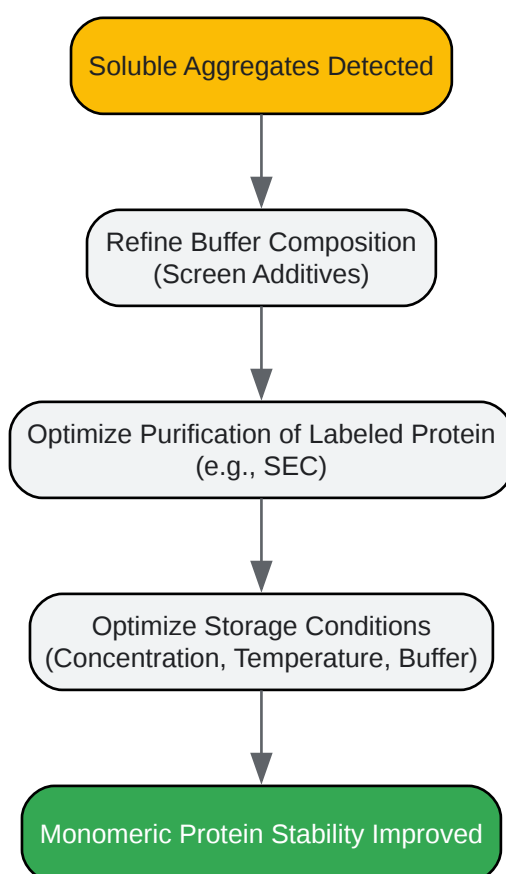 Soluble Aggregates Detected
Refine Buffer Composition
(Screen Additives)
Optimize Purification of Labeled Protein
(e.g., SEC)
Optimize Storage Conditions
(Concentration, Temperature, Buffer)
Monomeric Protein Stability Improved